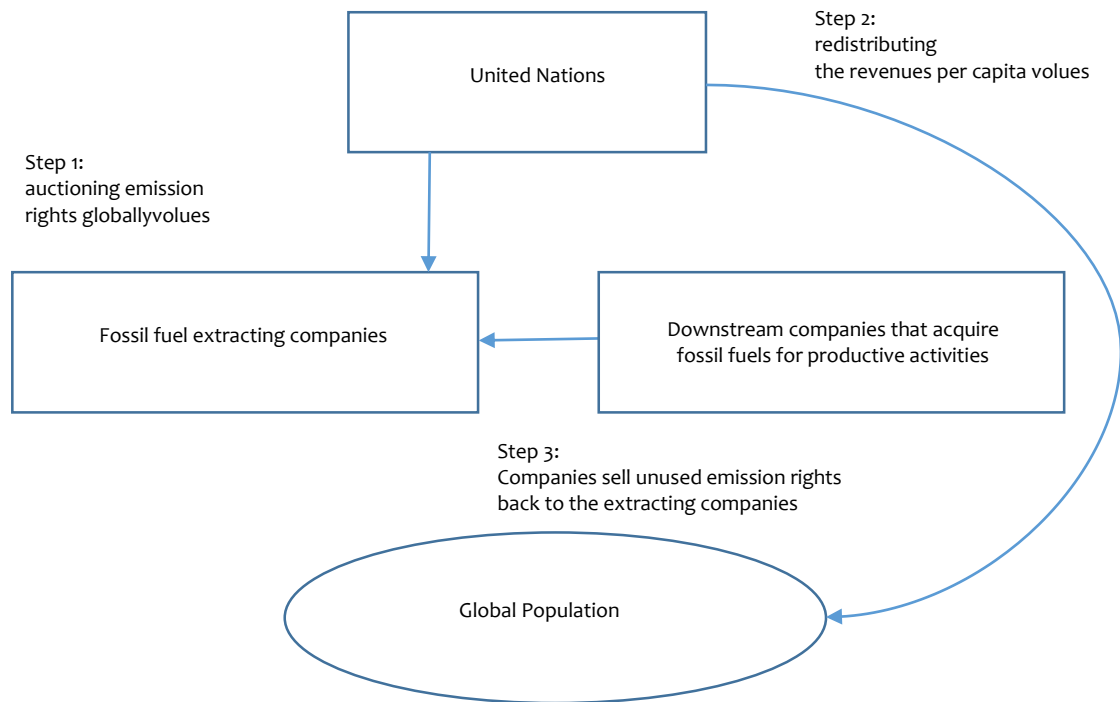 United Nations
Step 2:
redistributing
the revenues per capita volues
Step 1:
auctioning emission
rights globallyvolues
Fossil fuel extracting companies
Downstream companies that acquire
fossil fuels for productive activities
Step 3:
Companies sell unused emission rights
back to the extracting companies
Global Population